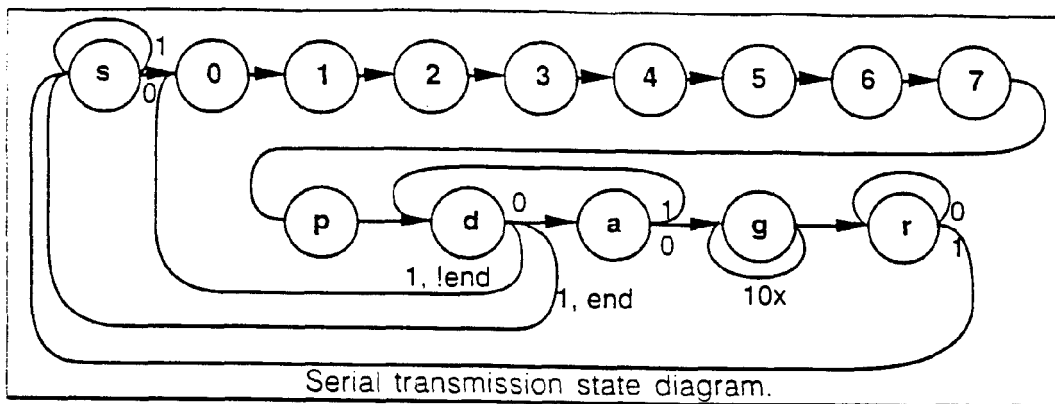 1
s 0 1 2 3 4 5 6 7
0
p d 0 a 1 g r 0
0 1
1, !end 1, end 10x
Serial transmission state diagram.